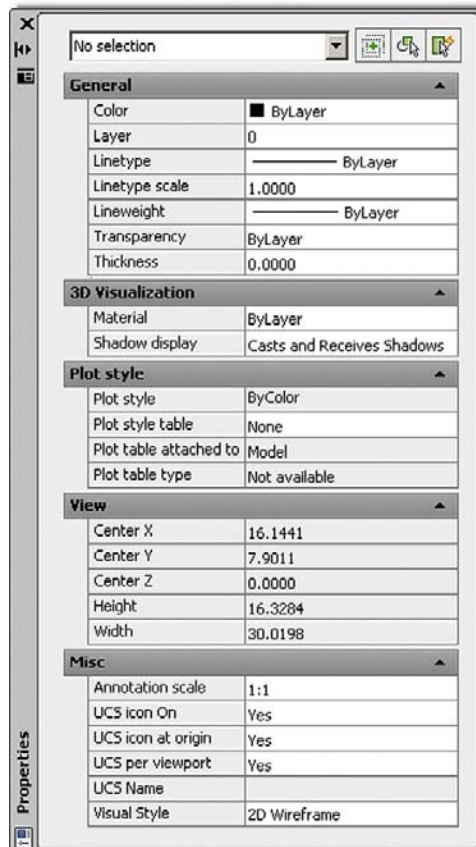 No selection
General
Color ByLayer
Layer 0
Linetype ByLayer
Linetype scale 1.0000
Lineweight ByLayer
Transparency ByLayer
Thickness 0.0000
3D Visualization
Material ByLayer
Shadow display Casts and Receives Shadows
Plot style
Plot style ByColor
Plot style table None
Plot table attached to Model
Plot table type Not available
View
Center X 16.1441
Center Y 7.9011
Center Z 0.0000
Height 16.3284
Width 30.0198
Misc
Annotation scale 1:1
UCS icon On Yes
UCS icon at origin Yes
UCS per viewport Yes
UCS Name
Visual Style 2D Wireframe
Properties